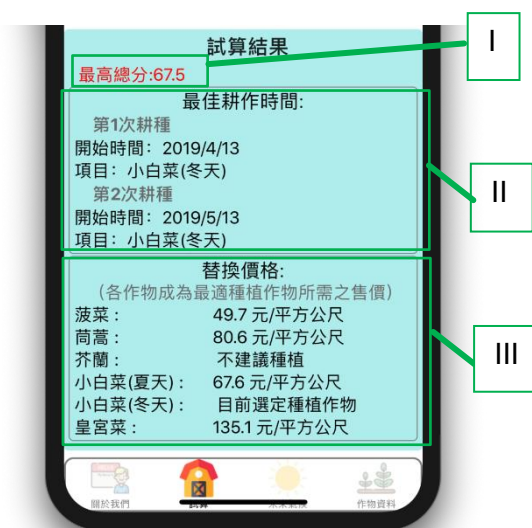 試算結果
最高總分:67.5
I
最佳耕作時間:
第1次耕種
開始時間：2019/4/13
項目：小白菜(冬天)
第2次耕種
開始時間：2019/5/13
項目：小白菜(冬天)
II
替換價格:
(各作物成為最適種植作物所需之售價)
菠菜： 49.7 元/平方公尺
茼蒿： 80.6 元/平方公尺
芥蘭： 不建議種植
小白菜(夏天)： 67.6 元/平方公尺
小白菜(冬天)： 目前選定種植作物
皇宮菜： 135.1 元/平方公尺
III
關於我們 試算 作物資料